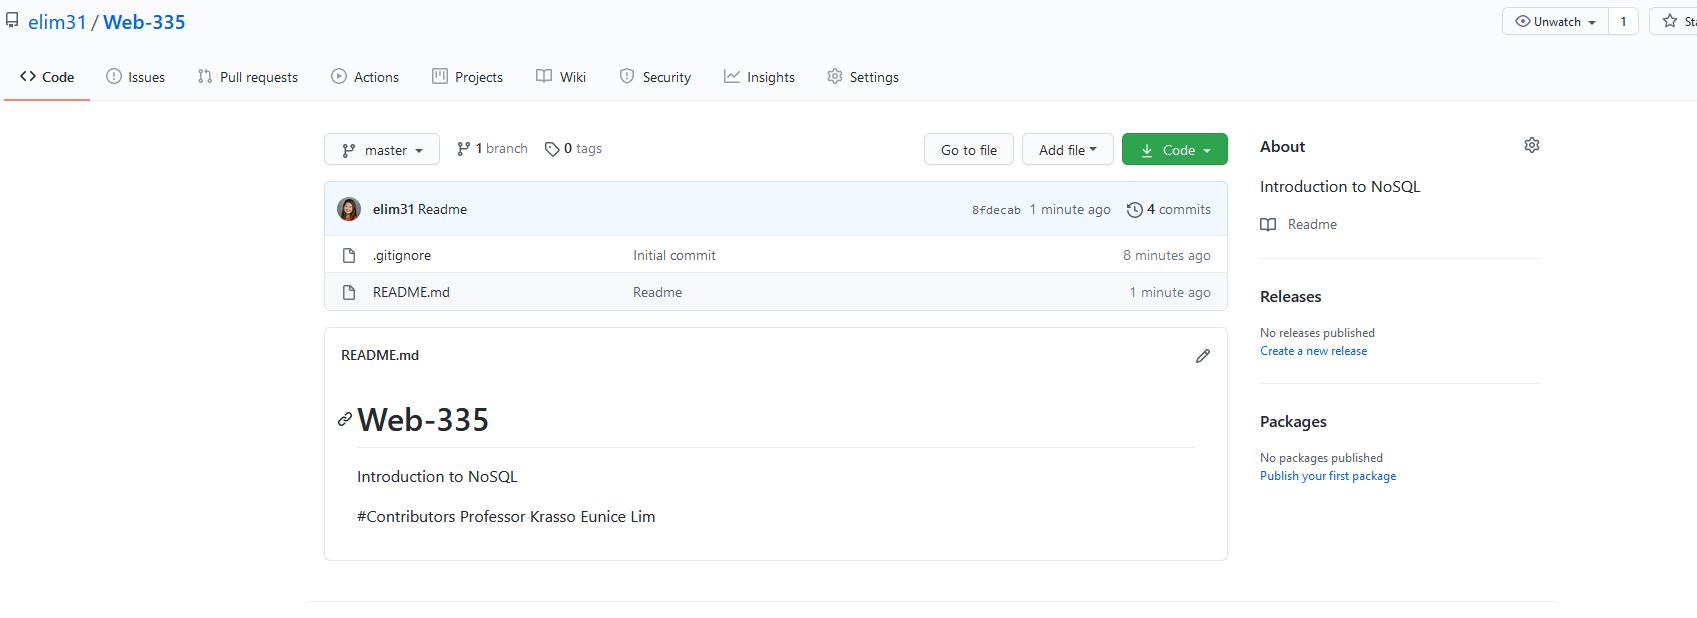 elim31 / Web-335
Unwatch 1
Code Issues Pull requests Actions Projects Wiki Security Insights Settings
master 1 branch 0 tags Go to file Add file Code
elim31 Readme 8fdecab 1 minute ago 4 commits
.gitignore Initial commit 8 minutes ago
README.md Readme 1 minute ago
README.md
Web-335
Introduction to NoSQL
#Contributors Professor Krasso Eunice Lim
About
Introduction to NoSQL
Readme
Releases
No releases published
Create a new release
Packages
No packages published
Publish your first package